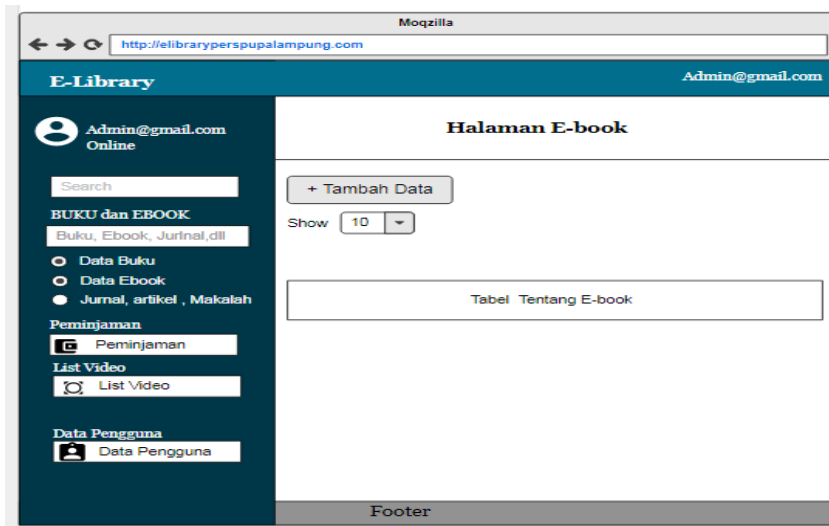 Moqzilla
http://elibraryperspupalampung.com
E-Library
Admin@gmail.com
Admin@gmail.com
Online
Halaman E-book
Search
+ Tambah Data
BUKU dan EBOOK
Show 10
Buku, Ebook, Jurlnal,dll
Data Buku
Data Ebook
Jurnal, artikel , Makalah
Tabel Tentang E-book
Peminjaman
Peminjaman
List Video
List Video
Data Pengguna
Data Pengguna
Footer